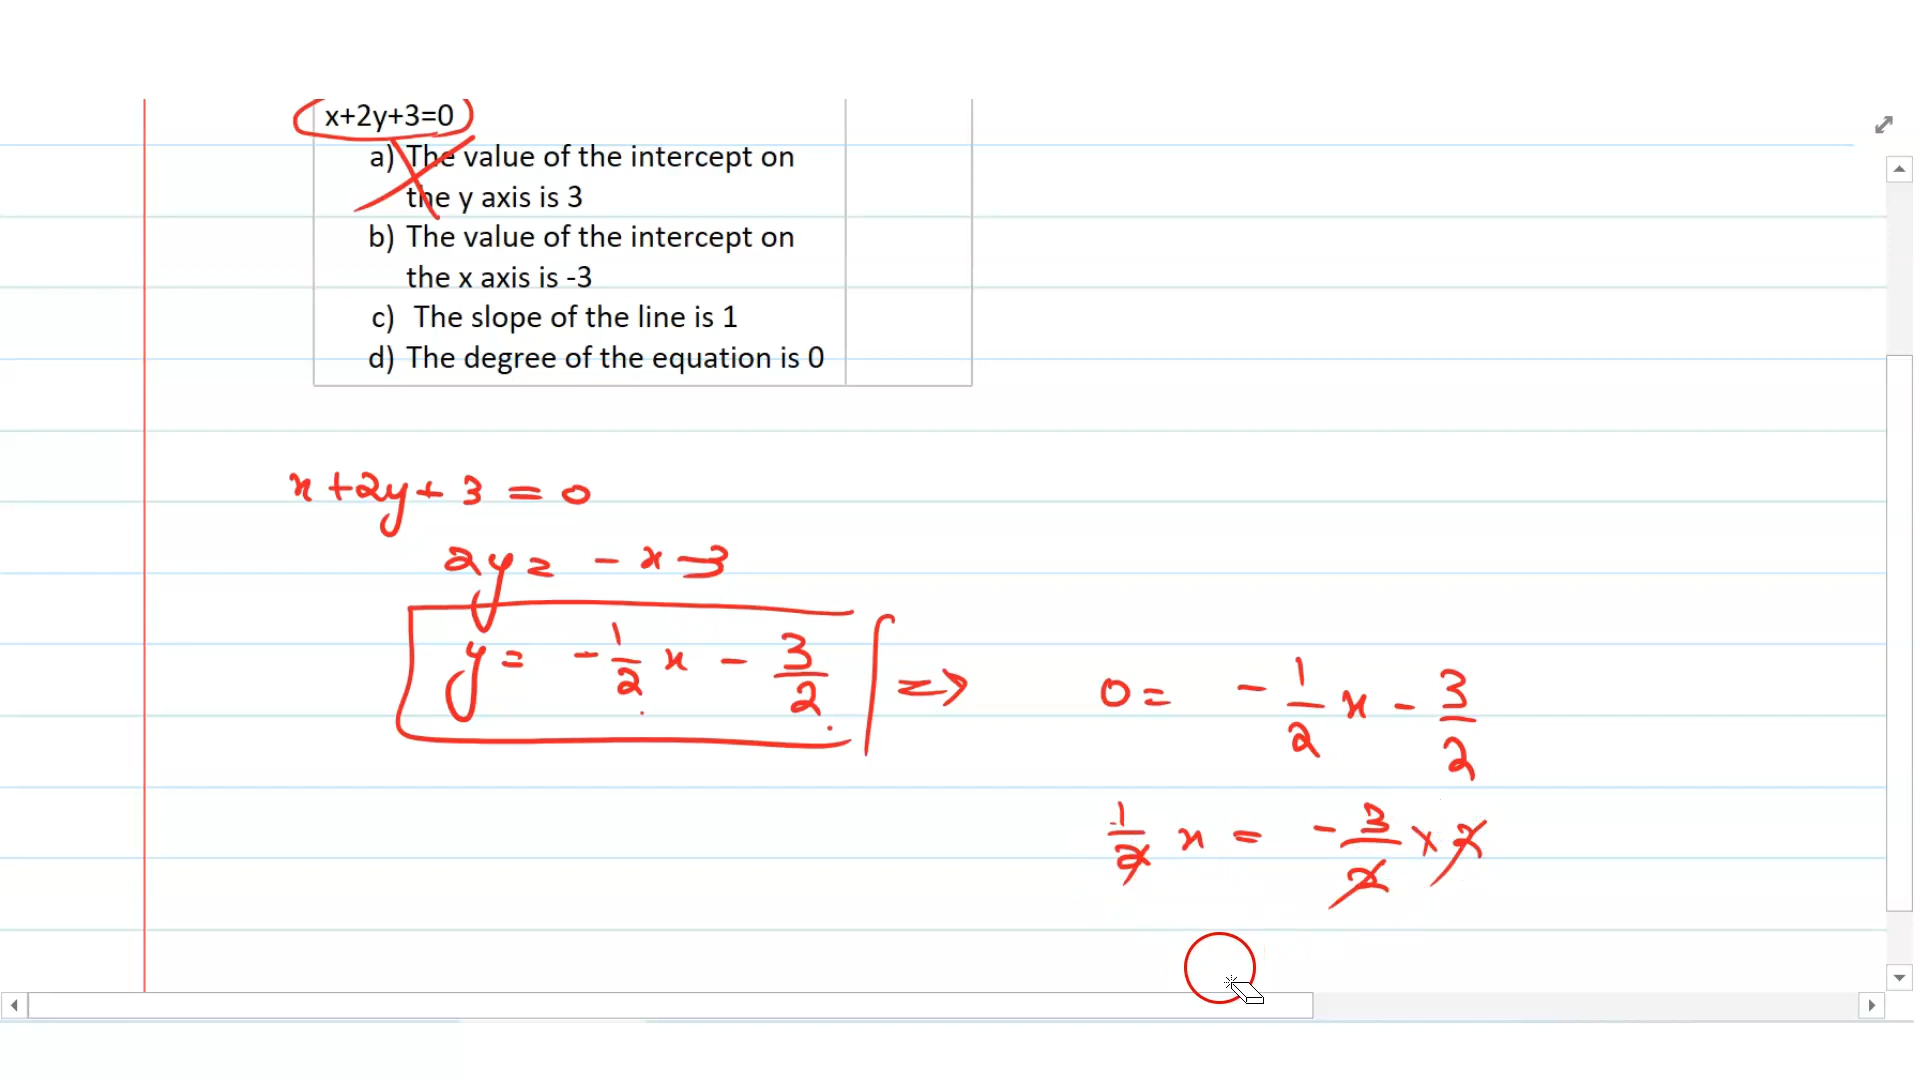 x+2y+3=0
a) The value of the intercept on
the y axis is 3
b) The value of the intercept on
the x axis is -3
c) The slope of the line is 1
d) The degree of the equation is 0
x + 2y + 3 = 0
2y = - x - 3
y = - 1/2 x - 3/2 => 0 = - 1/2 x - 3/2
1/2 x = - 3/2 × 2